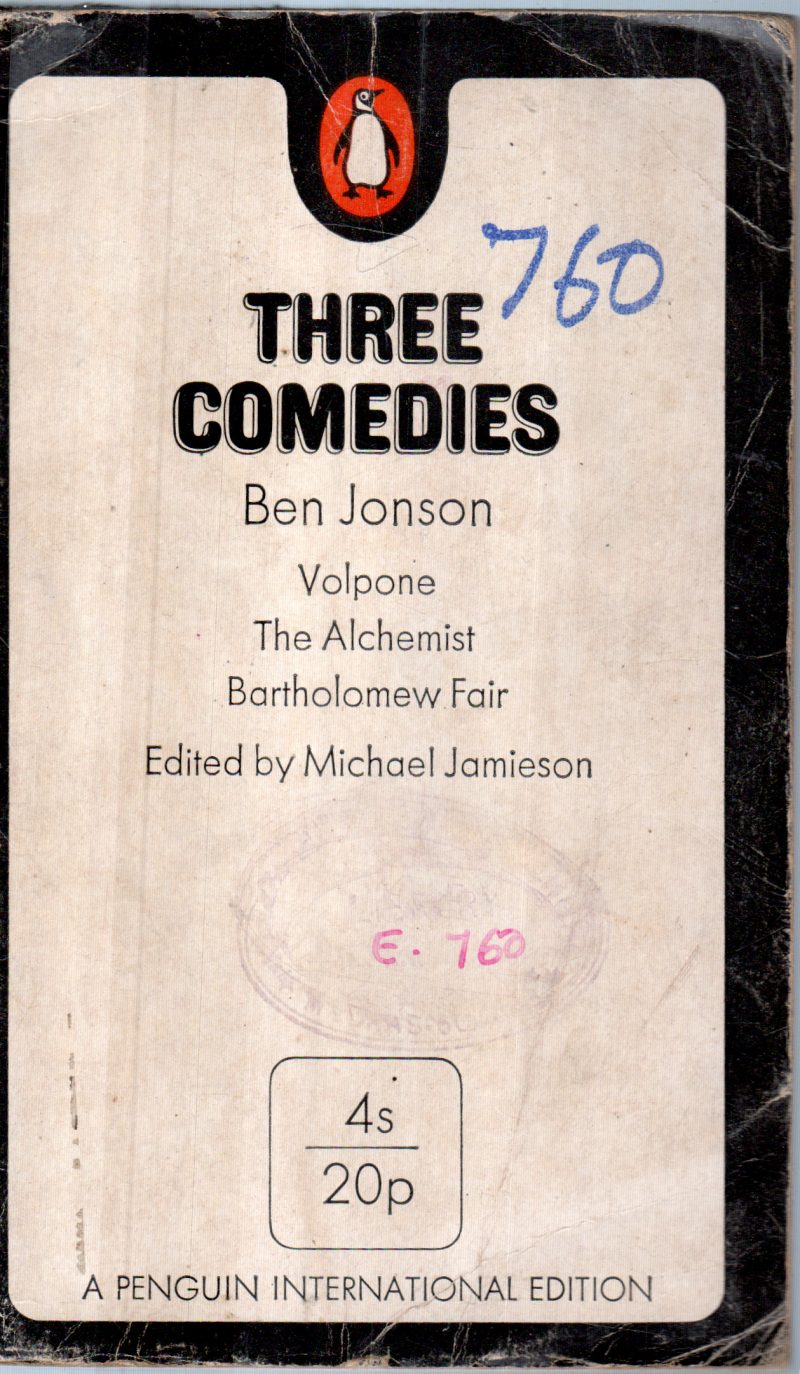 760
THREE
COMEDIES
Ben Jonson
Volpone
The Alchemist
Bartholomew Fair
Edited by Michael Jamieson
E. 760
4s
20p
A PENGUIN INTERNATIONAL EDITION